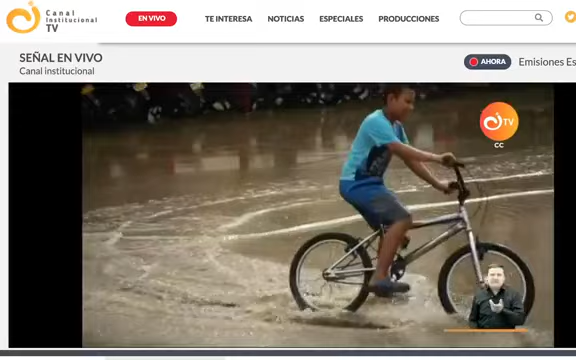 Canal
Institucional
TV
EN VIVO
TE INTERESA
NOTICIAS
ESPECIALES
PRODUCCIONES
SEÑAL EN VIVO
Canal institucional
AHORA
Emisiones Es
TV
CC